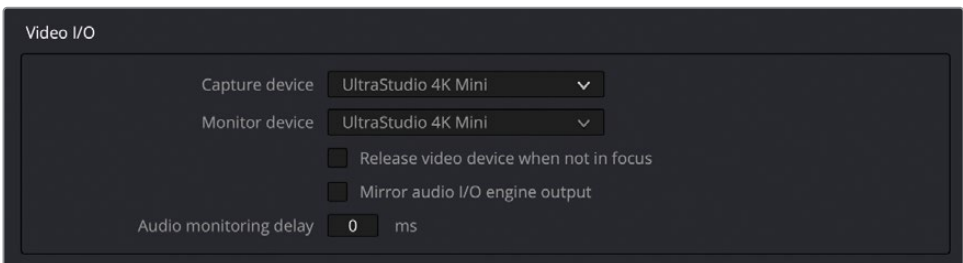 Video I/O
Capture device UltraStudio 4K Mini
Monitor device UltraStudio 4K Mini
Release video device when not in focus
Mirror audio I/O engine output
Audio monitoring delay 0 ms